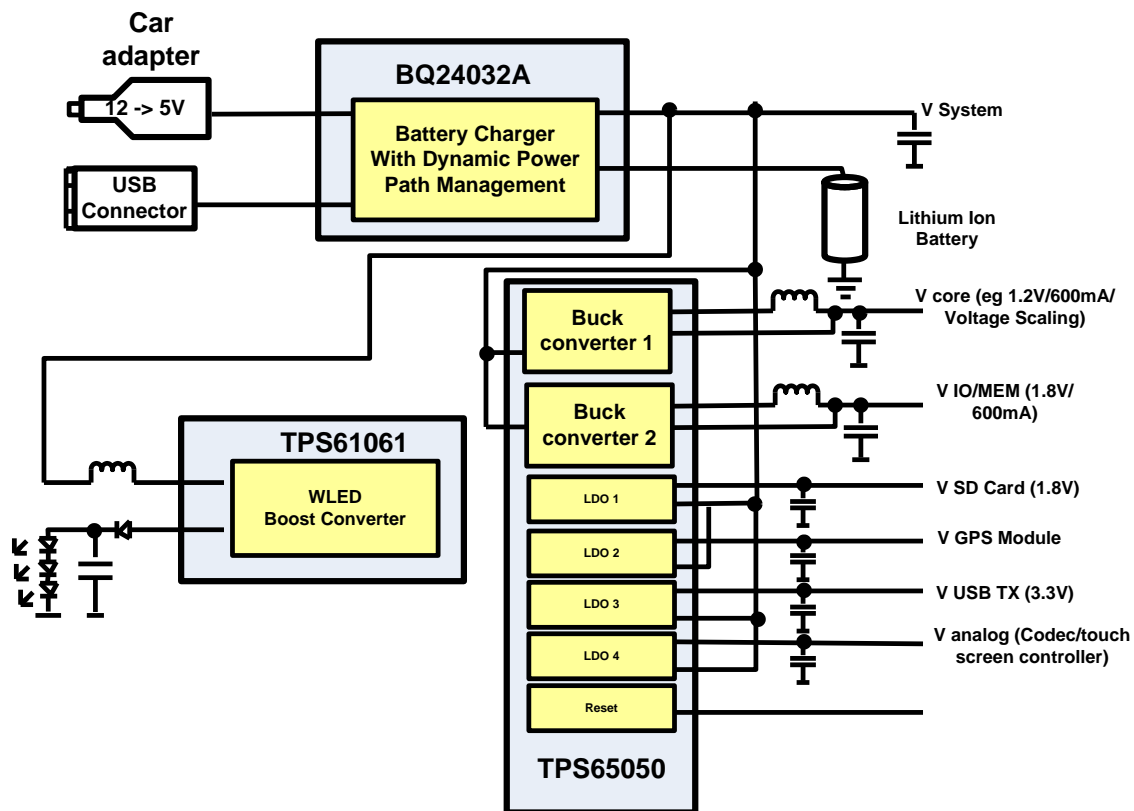 Car
adapter
12 -> 5V
USB
Connector
BQ24032A
Battery Charger
With Dynamic Power
Path Management
V System
Lithium Ion
Battery
Buck
converter 1
V core (eg 1.2V/600mA/
Voltage Scaling)
Buck
converter 2
V IO/MEM (1.8V/
600mA)
TPS61061
WLED
Boost Converter
LDO 1
V SD Card (1.8V)
LDO 2
V GPS Module
LDO 3
V USB TX (3.3V)
LDO 4
V analog (Codec/touch
screen controller)
Reset
TPS65050